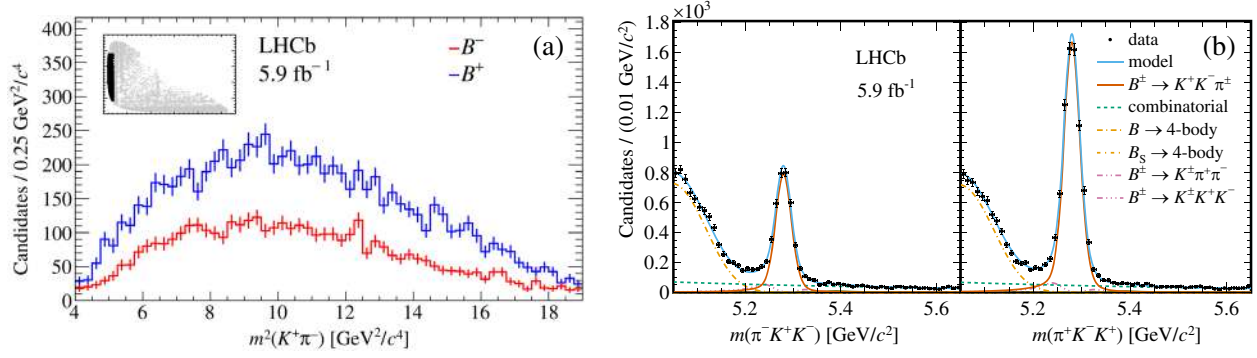 Candidates / 0.25 GeV²/c⁴
400
350
300
250
200
150
100
50
0
LHCb
5.9 fb⁻¹
B⁻
B⁺
(a)
4 6 8 10 12 14 16 18
m²(K⁺π⁻) [GeV²/c⁴]
×10³
Candidates / (0.01 GeV/c²)
1.8
1.6
1.4
1.2
1.0
0.8
0.6
0.4
0.2
0
LHCb
5.9 fb⁻¹
(b)
data
model
B± → K⁺K⁻π±
combinatorial
B → 4-body
B_S → 4-body
B± → K±π⁺π⁻
B± → K±K⁺K⁻
5.2 5.4 5.6 5.2 5.4 5.6
m(π⁻K⁺K⁻) [GeV/c²] m(π⁺K⁻K⁺) [GeV/c²]